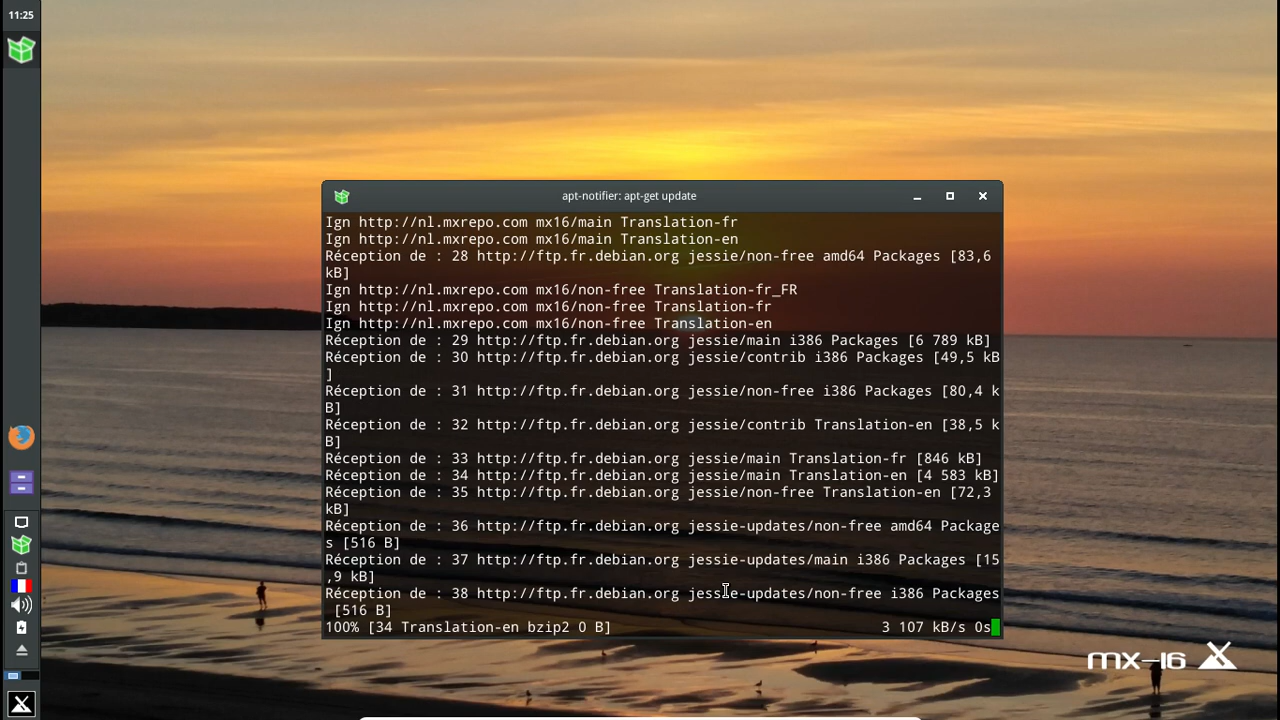 11:25
apt-notifier: apt-get update
Ign http://nl.mxrepo.com mx16/main Translation-fr
Ign http://nl.mxrepo.com mx16/main Translation-en
Réception de : 28 http://ftp.fr.debian.org jessie/non-free amd64 Packages [83,6
kB]
Ign http://nl.mxrepo.com mx16/non-free Translation-fr_FR
Ign http://nl.mxrepo.com mx16/non-free Translation-fr
Ign http://nl.mxrepo.com mx16/non-free Translation-en
Réception de : 29 http://ftp.fr.debian.org jessie/main i386 Packages [6 789 kB]
Réception de : 30 http://ftp.fr.debian.org jessie/contrib i386 Packages [49,5 kB
]
Réception de : 31 http://ftp.fr.debian.org jessie/non-free i386 Packages [80,4 k
B]
Réception de : 32 http://ftp.fr.debian.org jessie/contrib Translation-en [38,5 k
B]
Réception de : 33 http://ftp.fr.debian.org jessie/main Translation-fr [846 kB]
Réception de : 34 http://ftp.fr.debian.org jessie/main Translation-en [4 583 kB]
Réception de : 35 http://ftp.fr.debian.org jessie/non-free Translation-en [72,3
kB]
Réception de : 36 http://ftp.fr.debian.org jessie-updates/non-free amd64 Package
s [516 B]
Réception de : 37 http://ftp.fr.debian.org jessie-updates/main i386 Packages [15
,9 kB]
Réception de : 38 http://ftp.fr.debian.org jessie-updates/non-free i386 Packages
[516 B]
100% [34 Translation-en bzip2 0 B] 3 107 kB/s 0s
mx-16